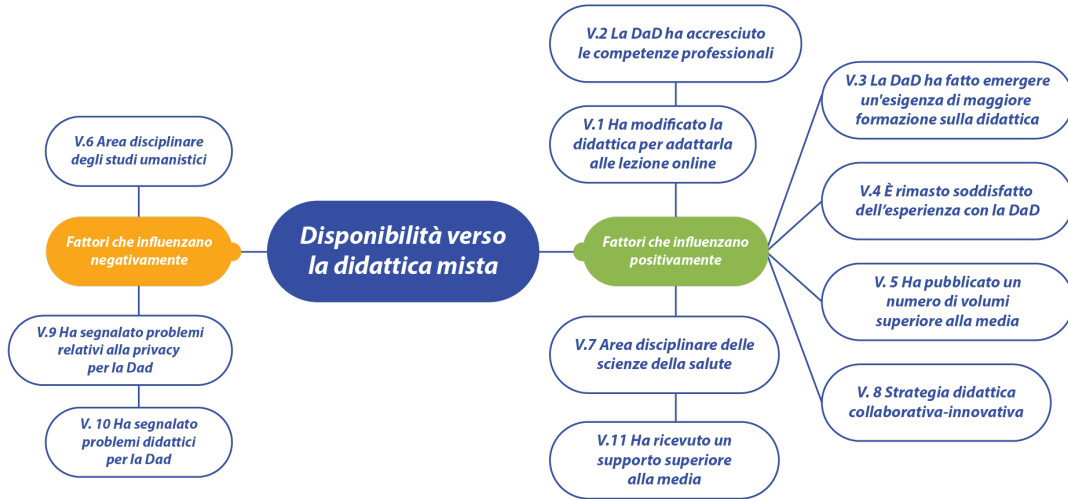 V.6 Area disciplinare
degli studi umanistici
Fattori che influenzano
negativamente
V.9 Ha segnalato problemi
relativi alla privacy
per la Dad
V. 10 Ha segnalato
problemi didattici
per la Dad
Disponibilità verso
la didattica mista
V.2 La DaD ha accresciuto
le competenze professionali
V.1 Ha modificato la
didattica per adattarla
alle lezione online
Fattori che influenzano
positivamente
V.7 Area disciplinare delle
scienze della salute
V.11 Ha ricevuto un
supporto superiore
alla media
V.3 La DaD ha fatto emergere
un'esigenza di maggiore
formazione sulla didattica
V.4 È rimasto soddisfatto
dell’esperienza con la DaD
V. 5 Ha pubblicato un
numero di volumi
superiore alla media
V. 8 Strategia didattica
collaborativa-innovativa